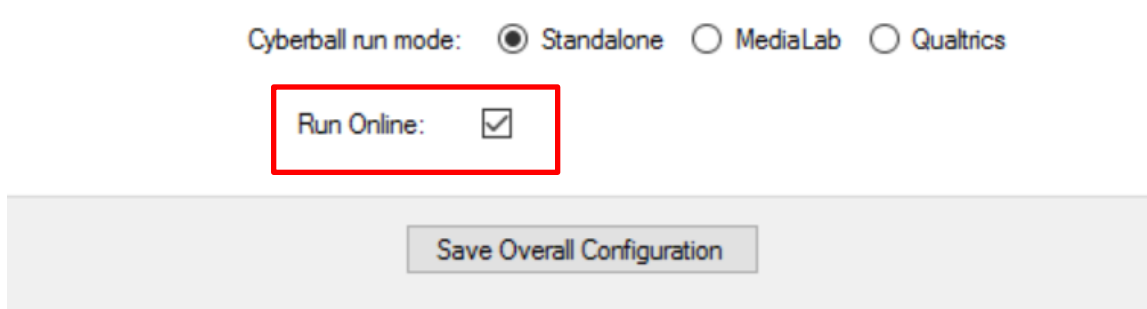 Cyberball run mode: Standalone MediaLab Qualtrics
Run Online:
Save Overall Configuration